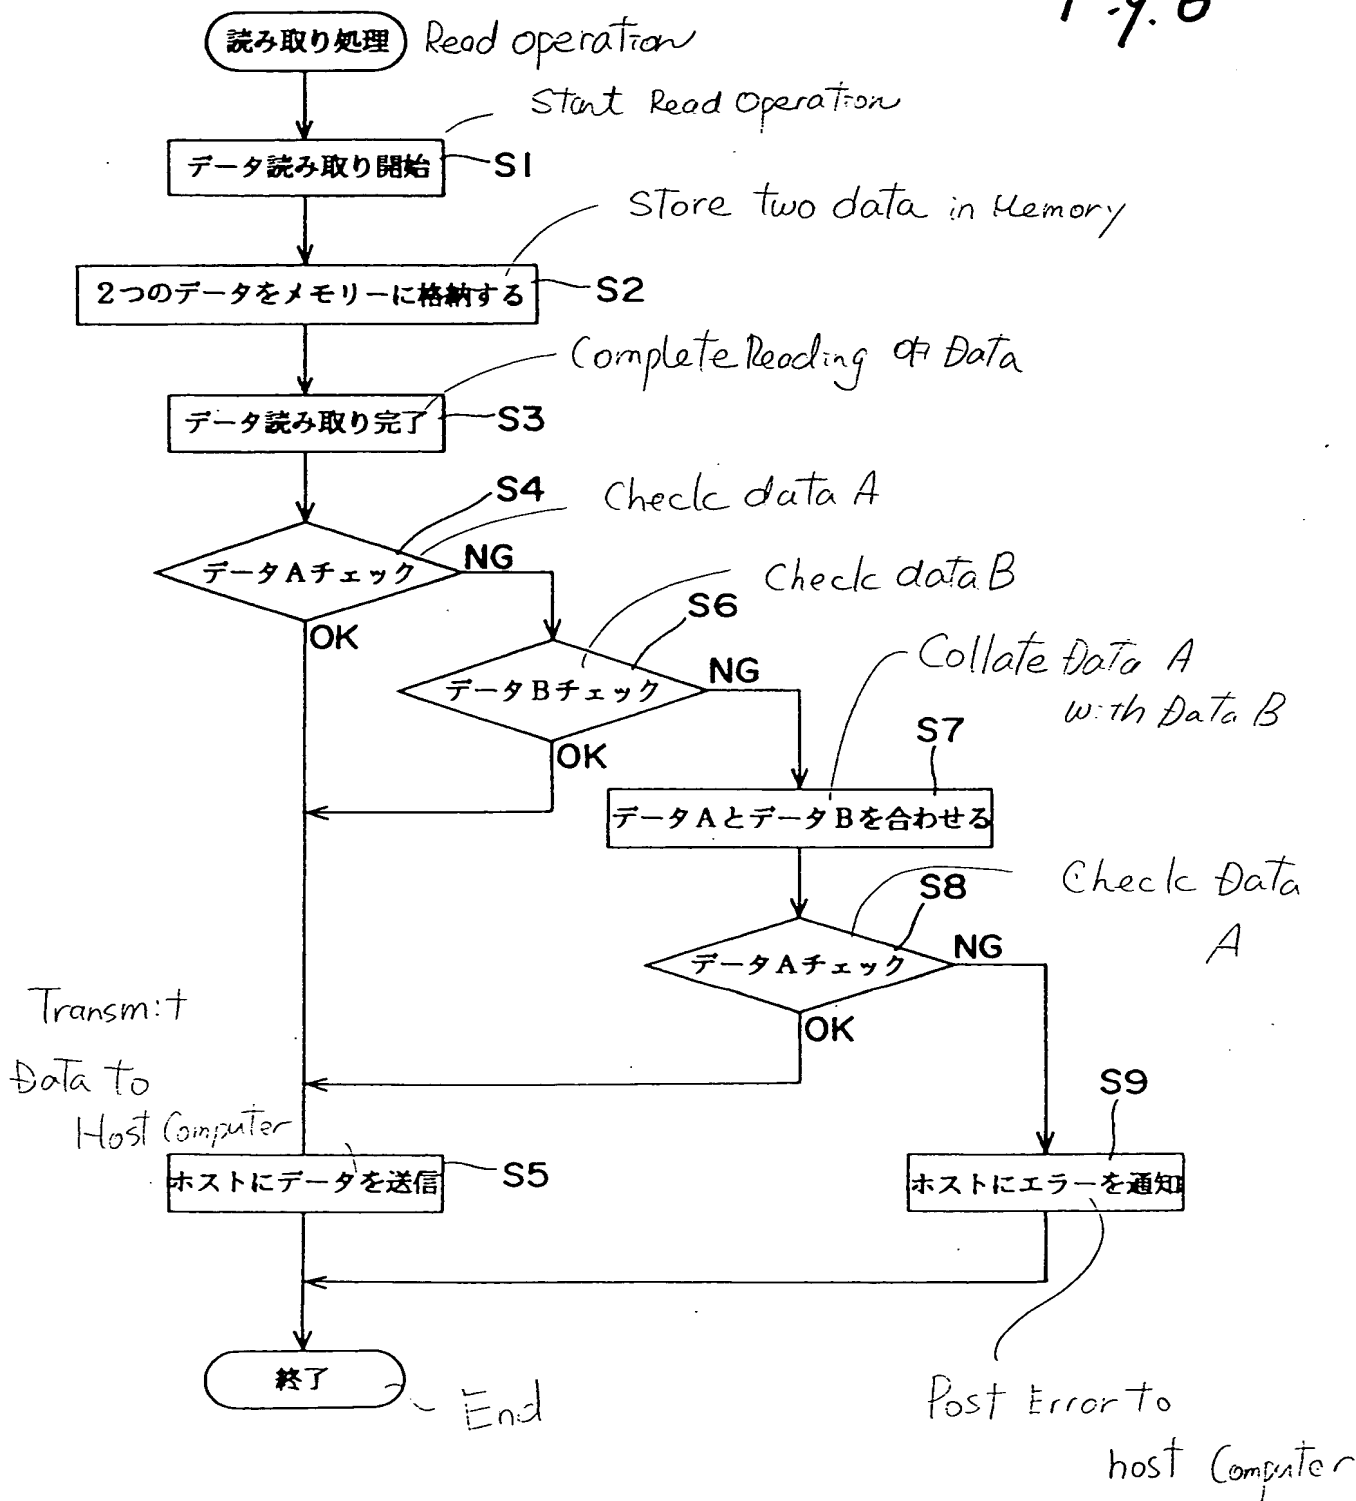 Fig. 6
読み取り処理 Read operation
Start Read Operation
データ読み取り開始 S1
Store two data in Memory
2つのデータをメモリーに格納する S2
Complete Reading of Data
データ読み取り完了 S3
S4 Check data A
データAチェック NG
OK
Check data B
S6
データBチェック NG
OK
Collate Data A
with Data B
S7
データAとデータBを合わせる
Check Data
A
S8
データAチェック NG
OK
Transmit
Data to
Host Computer
ホストにデータを送信 S5
S9
ホストにエラーを通知
終了 End
Post Error to
host Computer